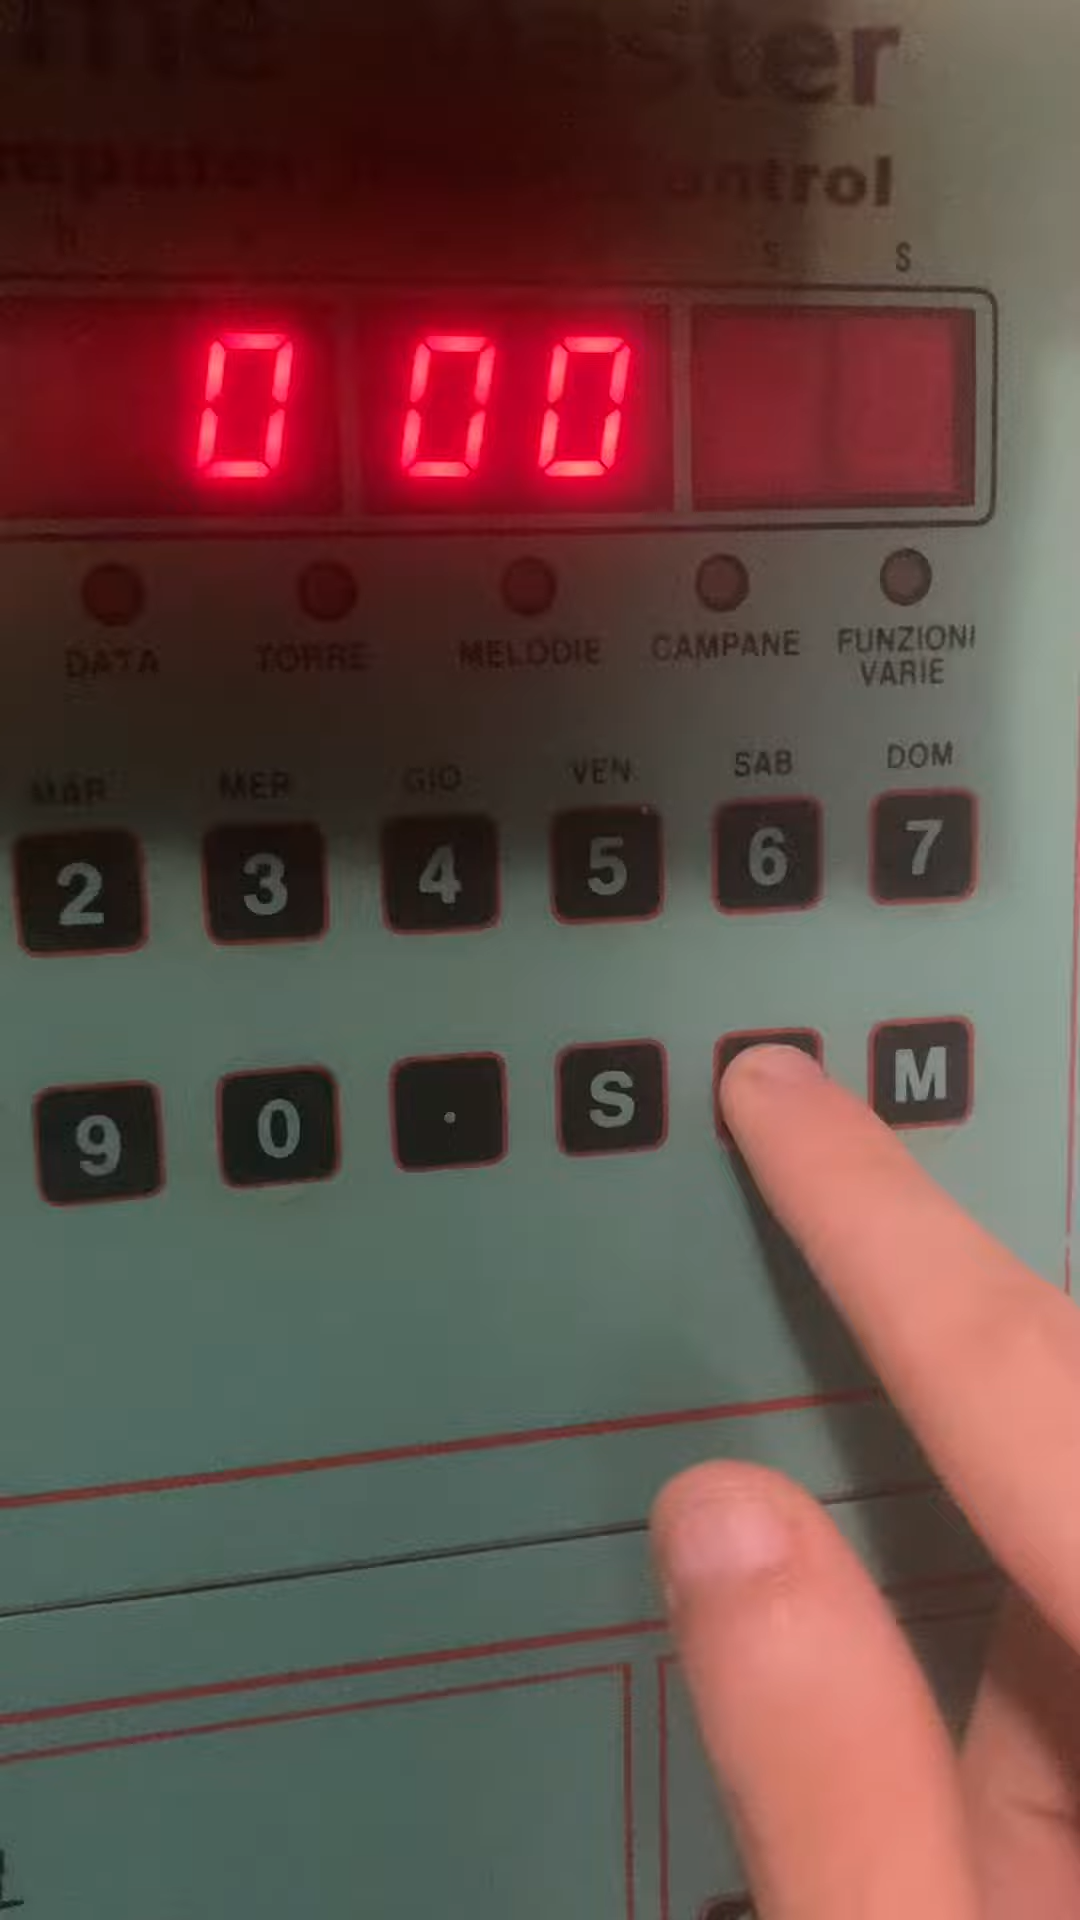 ster
ntrol
S S
0 00
DATA TORRE MELODIE CAMPANE FUNZIONI VARIE
MAR MER GIO VEN SAB DOM
2 3 4 5 6 7
9 0 . S M